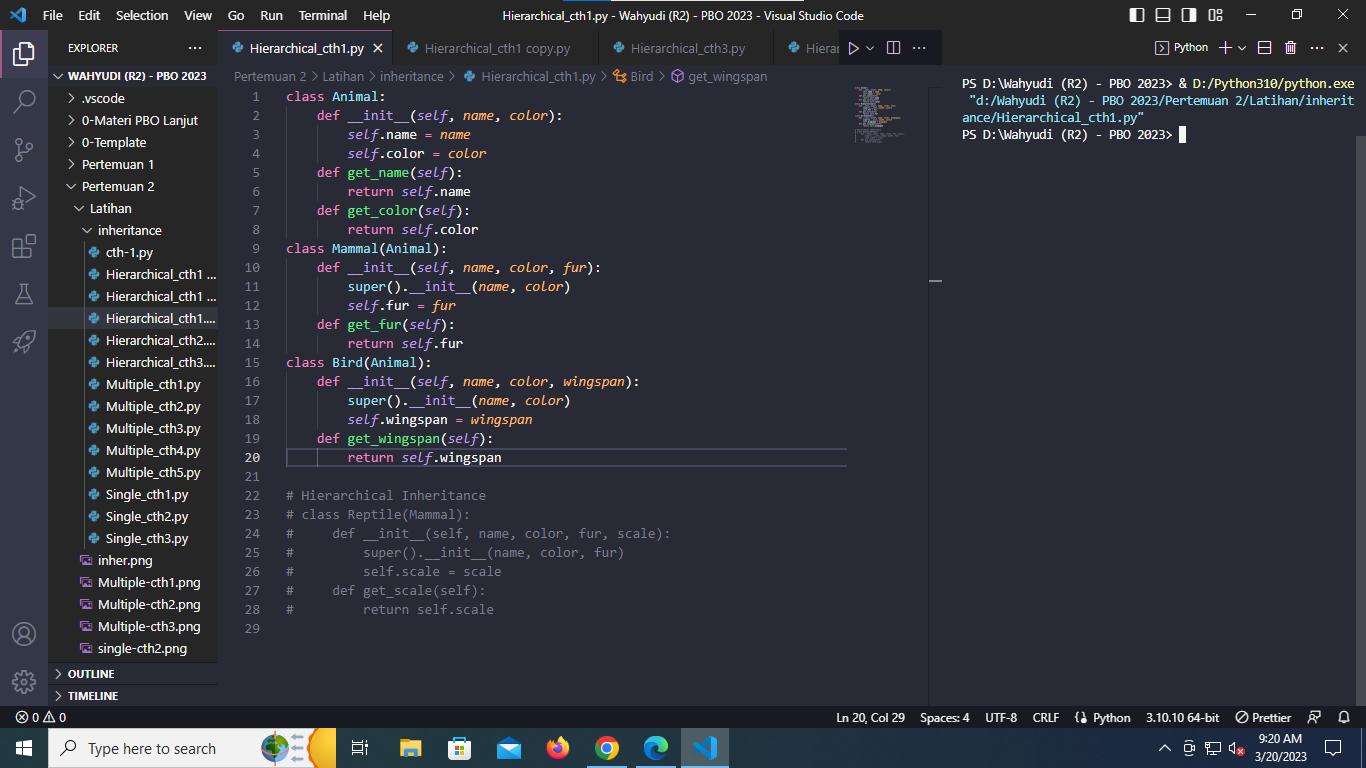 File Edit Selection View Go Run Terminal Help
Hierarchical_cth1.py - Wahyudi (R2) - PBO 2023 - Visual Studio Code
EXPLORER
WAHYUDI (R2) - PBO 2023
.vscode
0-Materi PBO Lanjut
0-Template
Pertemuan 1
Pertemuan 2
Latihan
inheritance
cth-1.py
Hierarchical_cth1 ...
Hierarchical_cth1 ...
Hierarchical_cth1....
Hierarchical_cth2....
Hierarchical_cth3....
Multiple_cth1.py
Multiple_cth2.py
Multiple_cth3.py
Multiple_cth4.py
Multiple_cth5.py
Single_cth1.py
Single_cth2.py
Single_cth3.py
inher.png
Multiple-cth1.png
Multiple-cth2.png
Multiple-cth3.png
single-cth2.png
OUTLINE
TIMELINE
Hierarchical_cth1.py Hierarchical_cth1 copy.py Hierarchical_cth3.py Hierar
Pertemuan 2 > Latihan > inheritance > Hierarchical_cth1.py > Bird > get_wingspan
1 class Animal:
2     def __init__(self, name, color):
3         self.name = name
4         self.color = color
5     def get_name(self):
6         return self.name
7     def get_color(self):
8         return self.color
9 class Mammal(Animal):
10     def __init__(self, name, color, fur):
11         super().__init__(name, color)
12         self.fur = fur
13     def get_fur(self):
14         return self.fur
15 class Bird(Animal):
16     def __init__(self, name, color, wingspan):
17         super().__init__(name, color)
18         self.wingspan = wingspan
19     def get_wingspan(self):
20         return self.wingspan
21
22 # Hierarchical Inheritance
23 # class Reptile(Mammal):
24 #     def __init__(self, name, color, fur, scale):
25 #         super().__init__(name, color, fur)
26 #         self.scale = scale
27 #     def get_scale(self):
28 #         return self.scale
29
Python
PS D:\Wahyudi (R2) - PBO 2023> & D:/Python310/python.exe
"d:/Wahyudi (R2) - PBO 2023/Pertemuan 2/Latihan/inherit
ance/Hierarchical_cth1.py"
PS D:\Wahyudi (R2) - PBO 2023>
0 0 Ln 20, Col 29 Spaces: 4 UTF-8 CRLF Python 3.10.10 64-bit Prettier
Type here to search
9:20 AM
3/20/2023